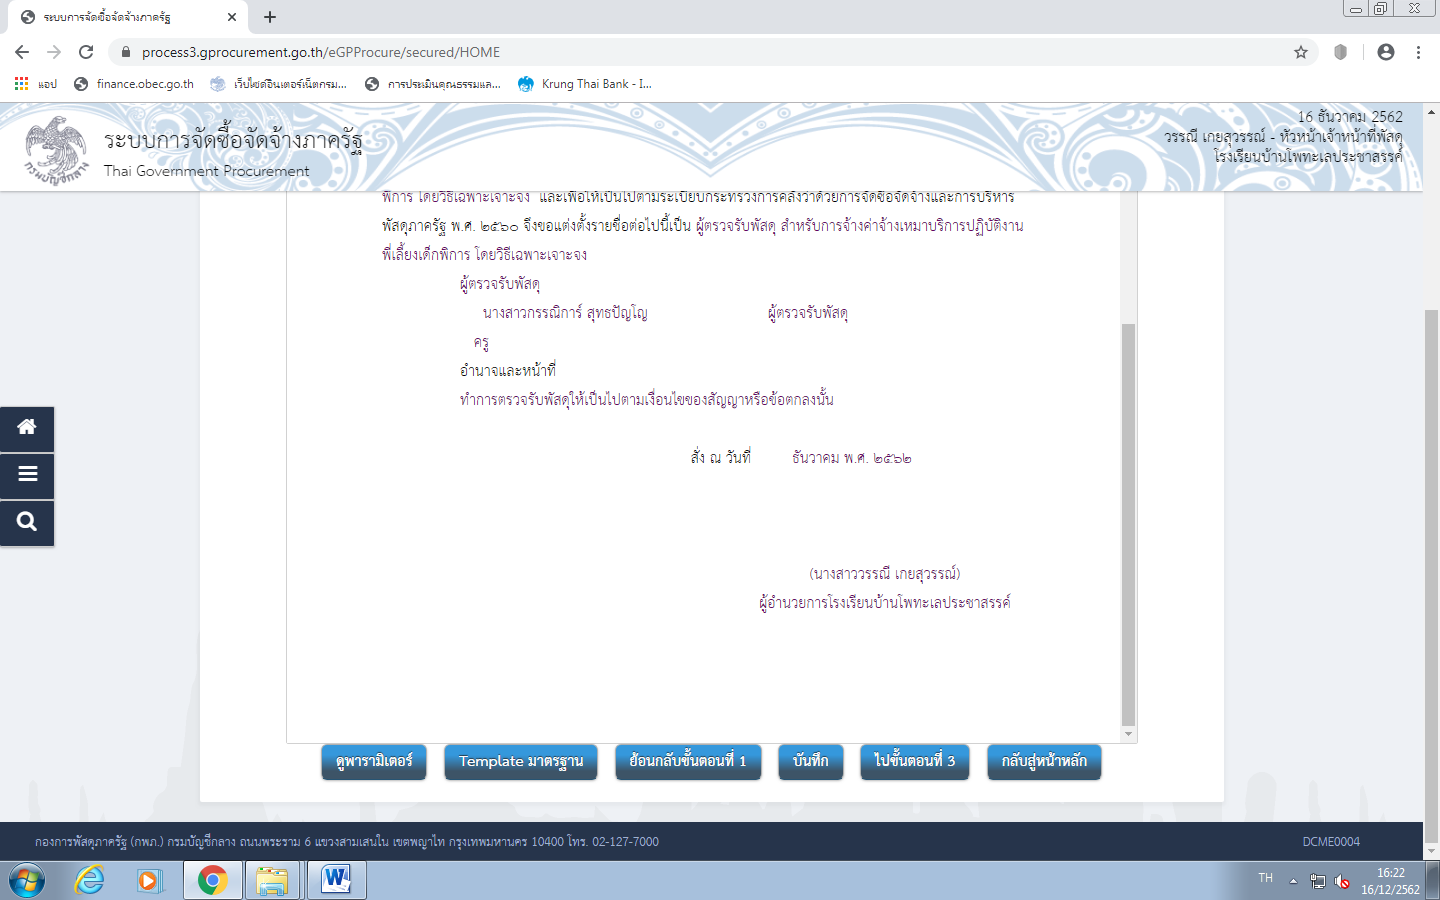 ระบบการจัดซื้อจัดจ้างภาครัฐ
process3.gprocurement.go.th/eGPProcure/secured/HOME
แอป
finance.obec.go.th
เว็บไซต์อินเตอร์เน็ตกรม...
การประเมินคุณธรรมแล...
Krung Thai Bank - I...
ระบบการจัดซื้อจัดจ้างภาครัฐ
Thai Government Procurement
กรมบัญชีกลาง
16 ธันวาคม 2562
วรรณี เกยสุวรรณ์ - หัวหน้าเจ้าหน้าที่พัสดุ
โรงเรียนบ้านโพทะเลประชาสรรค์
พิการ โดยวิธีเฉพาะเจาะจง และเพื่อให้เป็นไปตามระเบียบกระทรวงการคลังว่าด้วยการจัดซื้อจัดจ้างและการบริหาร
พัสดุภาครัฐ พ.ศ. ๒๕๖๐ จึงขอแต่งตั้งรายชื่อต่อไปนี้เป็น ผู้ตรวจรับพัสดุ สำหรับการจ้างค่าจ้างเหมาบริการปฏิบัติงาน
พี่เลี้ยงเด็กพิการ โดยวิธีเฉพาะเจาะจง
ผู้ตรวจรับพัสดุ
นางสาวกรรณิการ์ สุทธปัญโญ ผู้ตรวจรับพัสดุ
ครู
อำนาจและหน้าที่
ทำการตรวจรับพัสดุให้เป็นไปตามเงื่อนไขของสัญญาหรือข้อตกลงนั้น
สั่ง ณ วันที่ ธันวาคม พ.ศ. ๒๕๖๒
(นางสาววรรณี เกยสุวรรณ์)
ผู้อำนวยการโรงเรียนบ้านโพทะเลประชาสรรค์
ดูพารามิเตอร์
Template มาตรฐาน
ย้อนกลับขั้นตอนที่ 1
บันทึก
ไปขั้นตอนที่ 3
กลับสู่หน้าหลัก
กองการพัสดุภาครัฐ (กพภ.) กรมบัญชีกลาง ถนนพระราม 6 แขวงสามเสนใน เขตพญาไท กรุงเทพมหานคร 10400 โทร. 02-127-7000
DCME0004
TH
16:22
16/12/2562